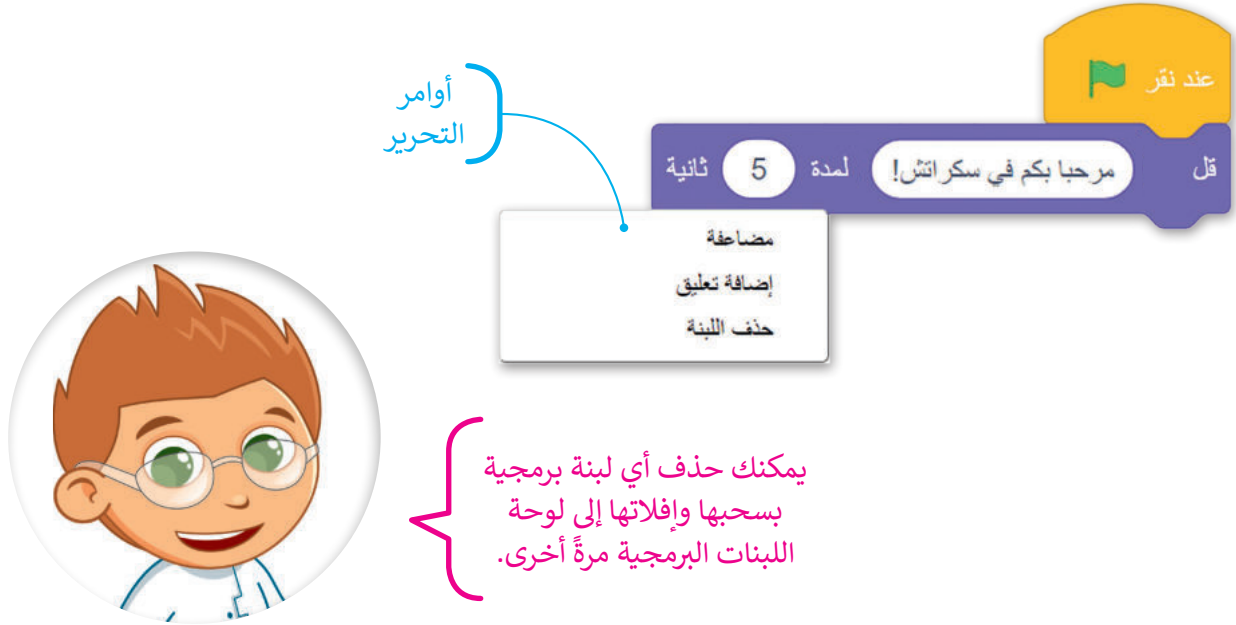 عند نقر
قل مرحبا بكم في سكراتش! لمدة 5 ثانية
أوامر
التحرير
مضاعفة
إضافة تعليق
حذف اللبنة
يمكنك حذف أي لبنة برمجية
بسحبها وإفلاتها إلى لوحة
اللبنات البرمجية مرةً أخرى.